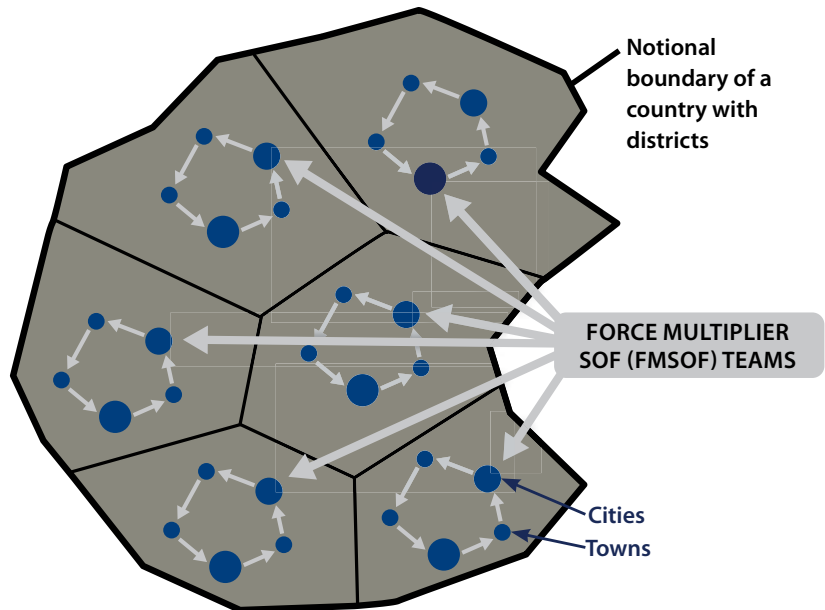 Notional
boundary of a
country with
districts
FORCE MULTIPLIER
SOF (FMSOF) TEAMS
Cities
Towns